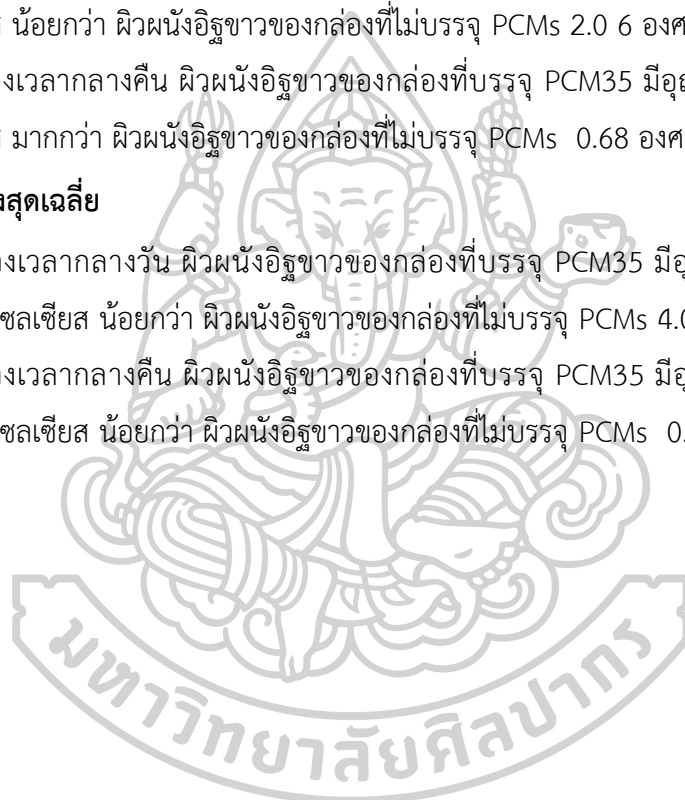 น้อยกว่า ผิวผนังอิฐขาวของกล่องที่ไม่บรรจุ PCMs 2.0 6 องศ
งเวลากลางคืน ผิวผนังอิฐขาวของกล่องที่บรรจุ PCM35 มีอุณ
มากกว่า ผิวผนังอิฐขาวของกล่องที่ไม่บรรจุ PCMs 0.68 องศ
งสุดเฉลี่ย
งเวลากลางวัน ผิวผนังอิฐขาวของกล่องที่บรรจุ PCM35 มีอุ
ซลเซียส น้อยกว่า ผิวผนังอิฐขาวของกล่องที่ไม่บรรจุ PCMs 4.0
งเวลากลางคืน ผิวผนังอิฐขาวของกล่องที่บรรจุ PCM35 มีอุ
ซลเซียส น้อยกว่า ผิวผนังอิฐขาวของกล่องที่ไม่บรรจุ PCMs 0.
มหาวิทยาลัยศิลปากร